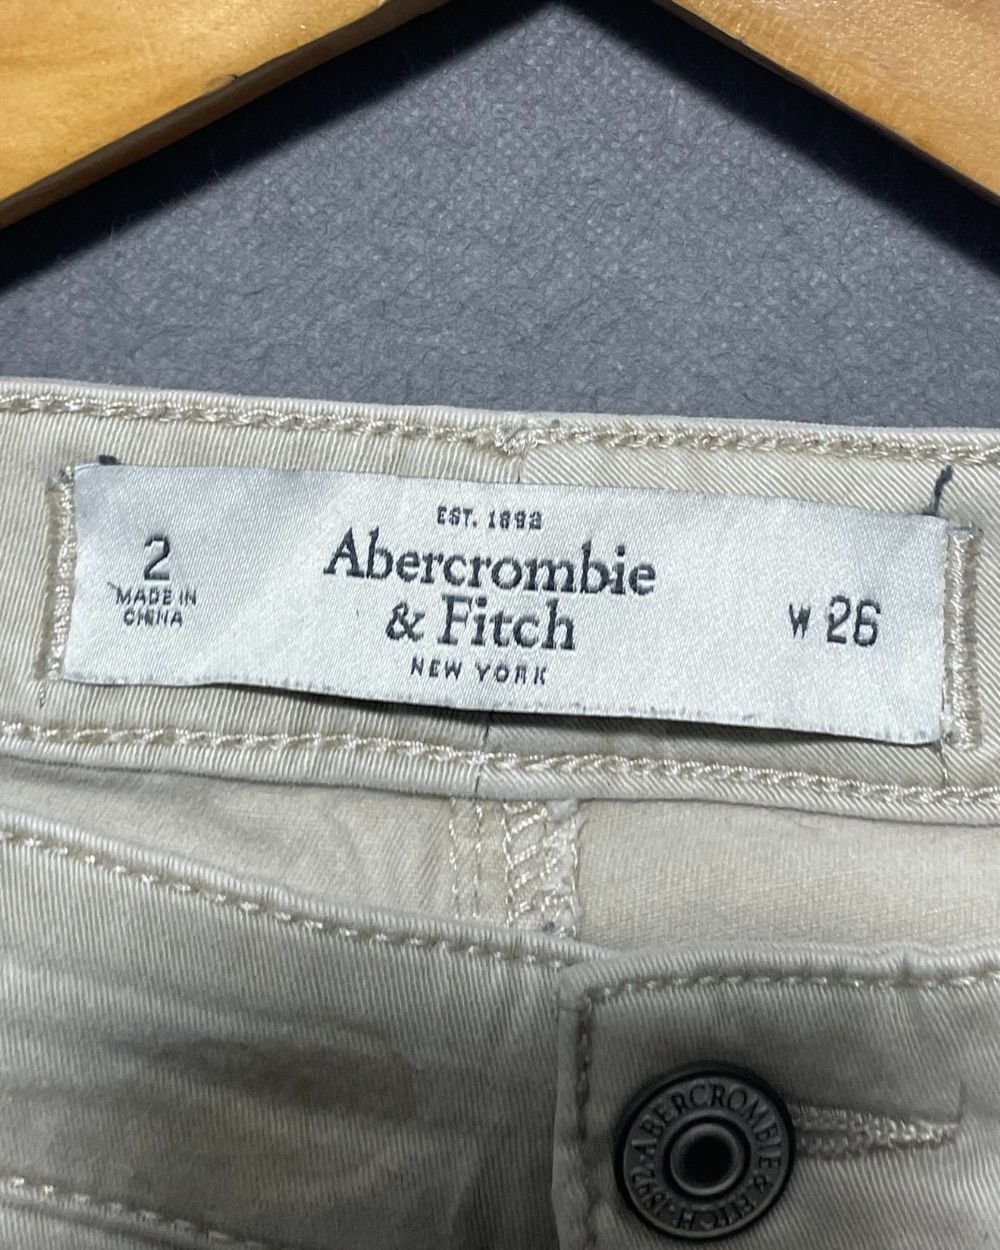 EST. 1892
Abercrombie
& Fitch
NEW YORK
2
MADE IN
CHINA
W 26
ABERCROMBIE & FITCH · 1892 ·